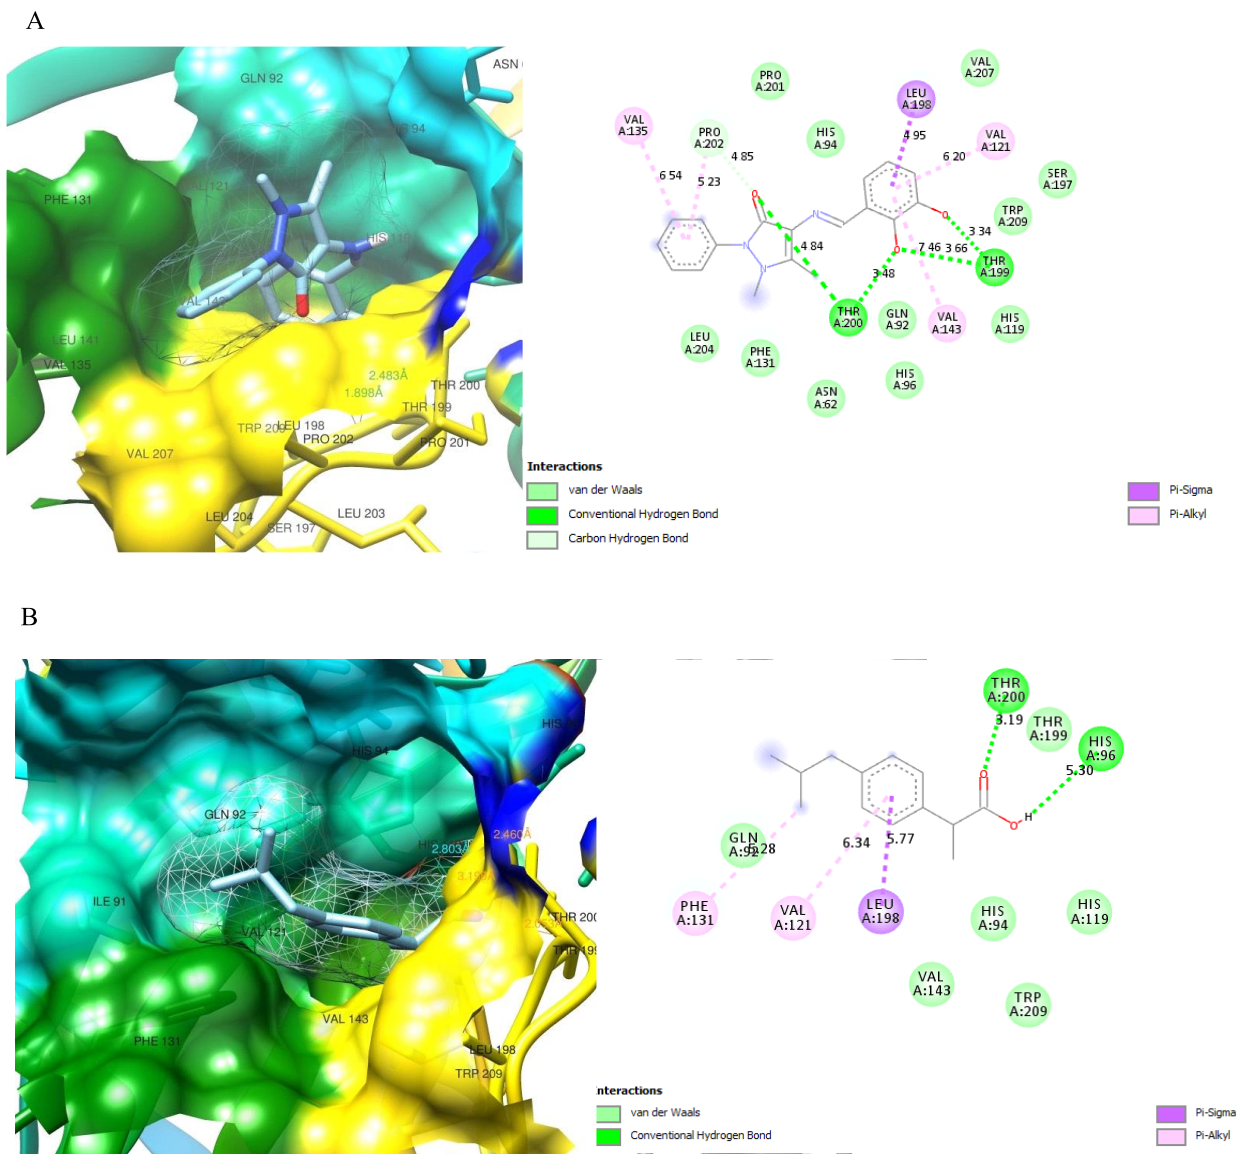 A
GLN 92
ASN
PHE 131
LEU 141
VAL 135
2.483Å
1.898Å
THR 200
THR 199
LEU 198
PRO 202
PRO 201
VAL 207
LEU 204
SER 197
LEU 203
VAL
A:135
PRO
A:202
PRO
A:201
HIS
A:94
LEU
A:198
VAL
A:207
VAL
A:121
SER
A:197
TRP
A:209
THR
A:199
HIS
A:119
VAL
A:143
GLN
A:92
THR
A:200
HIS
A:96
ASN
A:62
PHE
A:131
LEU
A:204
6 54
5 23
4 85
4 95
6 20
4 84
3 48
7 46
3 66
3 34
O
N
N
N
O
O
Interactions
van der Waals
Conventional Hydrogen Bond
Carbon Hydrogen Bond
Pi-Sigma
Pi-Alkyl
B
HIS 94
GLN 92
2.460Å
2.803Å
ILE 91
VAL 121
THR 200
THR 199
VAL 143
PHE 131
LEU 198
TRP 209
THR
A:200
3.19
THR
A:199
HIS
A:96
5.30
O
O
H
GLN
A:92
6.34
5.77
PHE
A:131
VAL
A:121
LEU
A:198
HIS
A:94
HIS
A:119
VAL
A:143
TRP
A:209
Interactions
van der Waals
Conventional Hydrogen Bond
Pi-Sigma
Pi-Alkyl